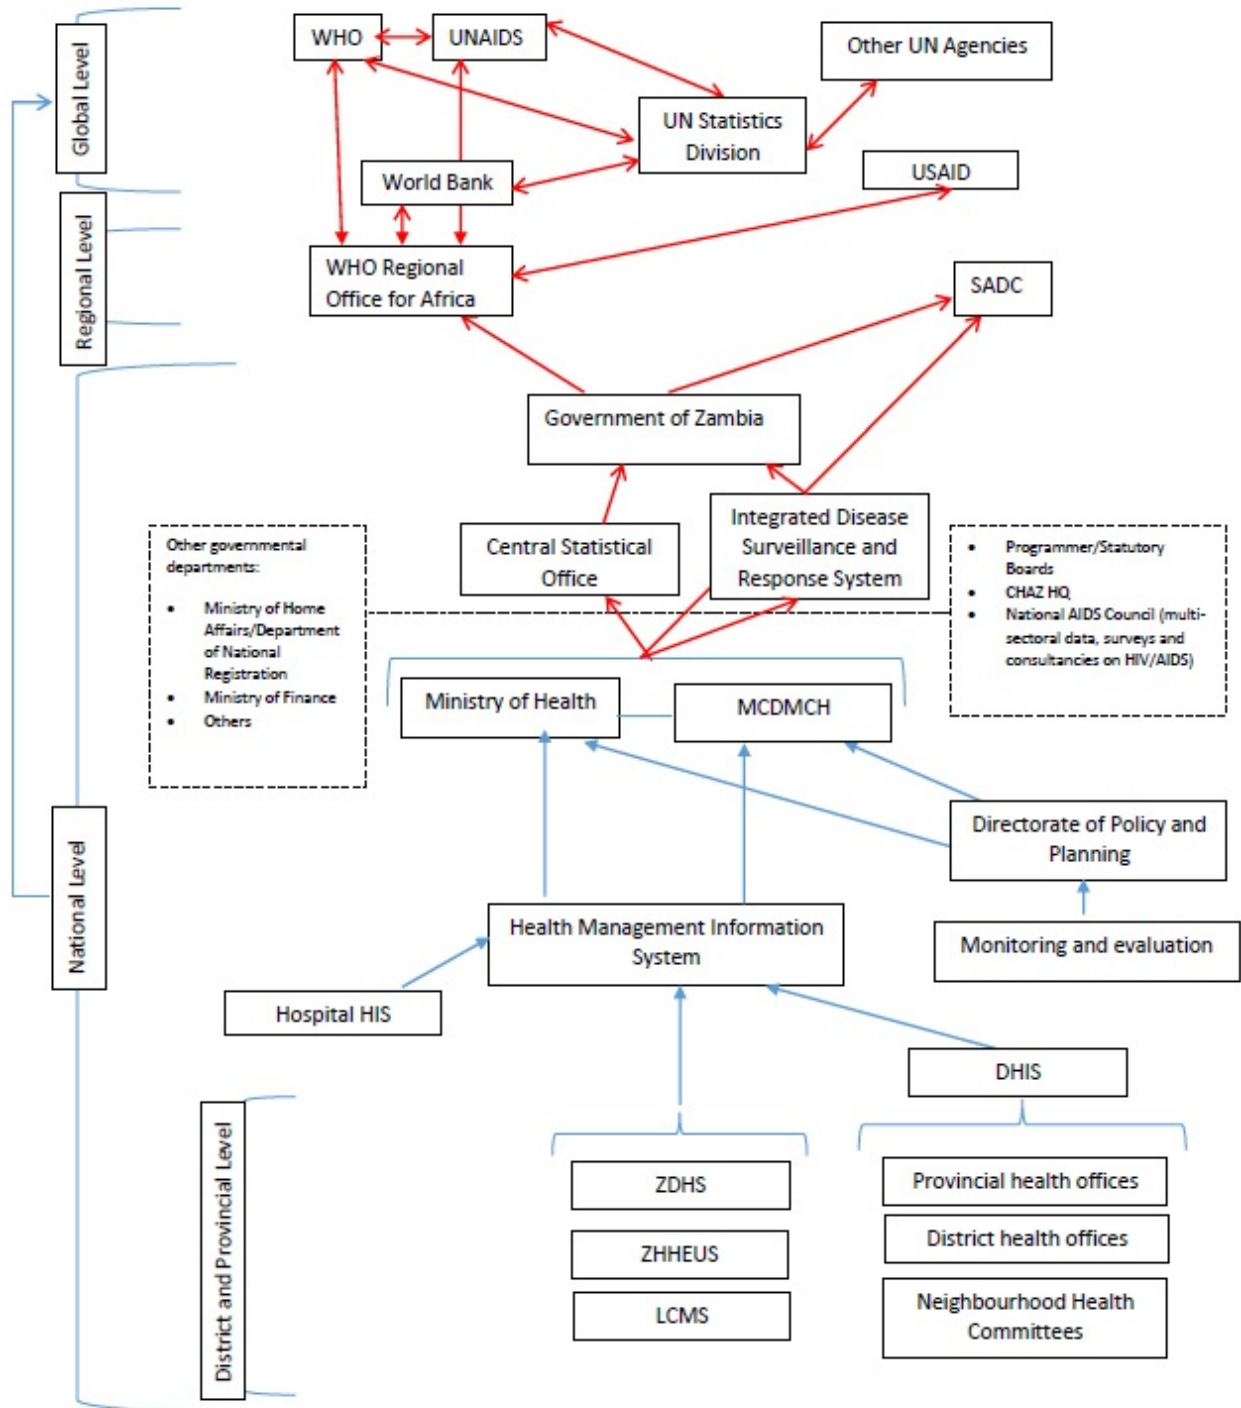 Global Level
WHO
UNAIDS
Other UN Agencies
UN Statistics
Division
World Bank
USAID
Regional Level
WHO Regional
Office for Africa
SADC
National Level
Government of Zambia
Central Statistical
Office
Integrated Disease
Surveillance and
Response System
Other governmental
departments:
• Ministry of Home
Affairs/Department
of National
Registration
• Ministry of Finance
• Others
• Programmer/Statutory
Boards
• CHAZ HQ
• National AIDS Council (multi-
sectoral data, surveys and
consultancies on HIV/AIDS)
Ministry of Health
MCDMCH
Directorate of Policy and
Planning
Health Management Information
System
Monitoring and evaluation
Hospital HIS
DHIS
District and Provincial Level
ZDHS
ZHHEUS
LCMS
Provincial health offices
District health offices
Neighbourhood Health
Committees